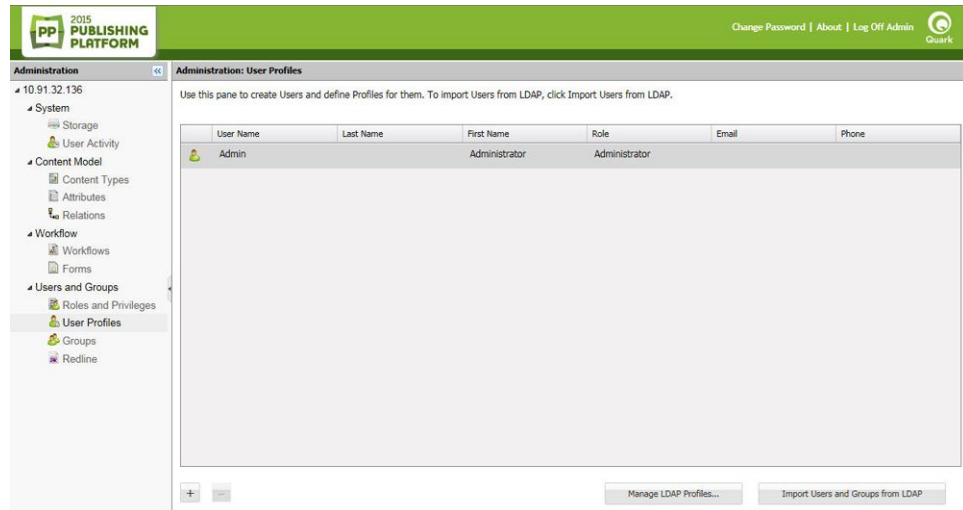 2015
PP PUBLISHING
PLATFORM
Change Password | About | Log Off Admin
Quark
Administration
Administration: User Profiles
10.91.32.136
System
Storage
User Activity
Content Model
Content Types
Attributes
Relations
Workflow
Workflows
Forms
Users and Groups
Roles and Privileges
User Profiles
Groups
Redline
Use this pane to create Users and define Profiles for them. To import Users from LDAP, click Import Users from LDAP.
User Name Last Name First Name Role Email Phone
Admin Administrator Administrator
+ −
Manage LDAP Profiles... Import Users and Groups from LDAP